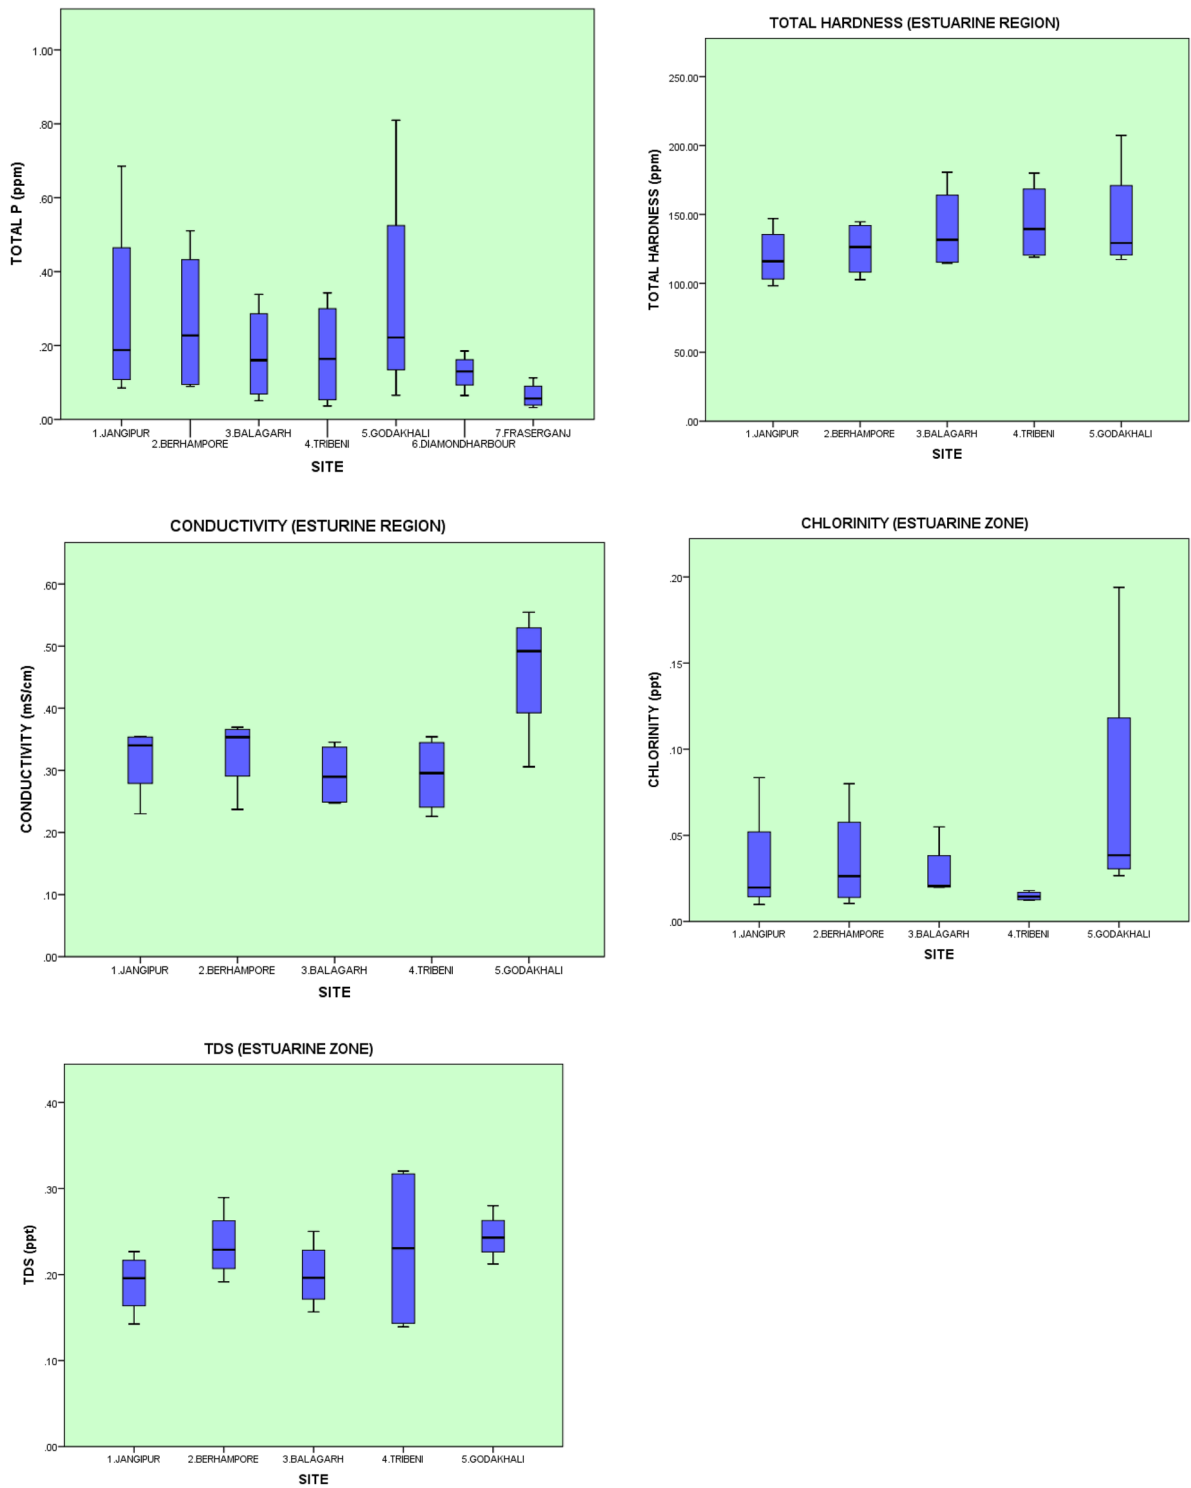 TOTAL P (ppm)
1.00
.80
.60
.40
.20
.00
1.JANGIPUR
2.BERHAMPORE
3.BALAGARH
4.TRIBENI
5.GODAKHALI
6.DIAMONDHARBOUR
7.FRASERGANJ
SITE
TOTAL HARDNESS (ESTUARINE REGION)
TOTAL HARDNESS (ppm)
250.00
200.00
150.00
100.00
50.00
.00
1.JANGIPUR
2.BERHAMPORE
3.BALAGARH
4.TRIBENI
5.GODAKHALI
SITE
CONDUCTIVITY (ESTURINE REGION)
CONDUCTIVITY (mS/cm)
.60
.50
.40
.30
.20
.10
.00
1.JANGIPUR
2.BERHAMPORE
3.BALAGARH
4.TRIBENI
5.GODAKHALI
SITE
CHLORINITY (ESTUARINE ZONE)
CHLORINITY (ppt)
.20
.15
.10
.05
.00
1.JANGIPUR
2.BERHAMPORE
3.BALAGARH
4.TRIBENI
5.GODAKHALI
SITE
TDS (ESTUARINE ZONE)
TDS (ppt)
.40
.30
.20
.10
.00
1.JANGIPUR
2.BERHAMPORE
3.BALAGARH
4.TRIBENI
5.GODAKHALI
SITE